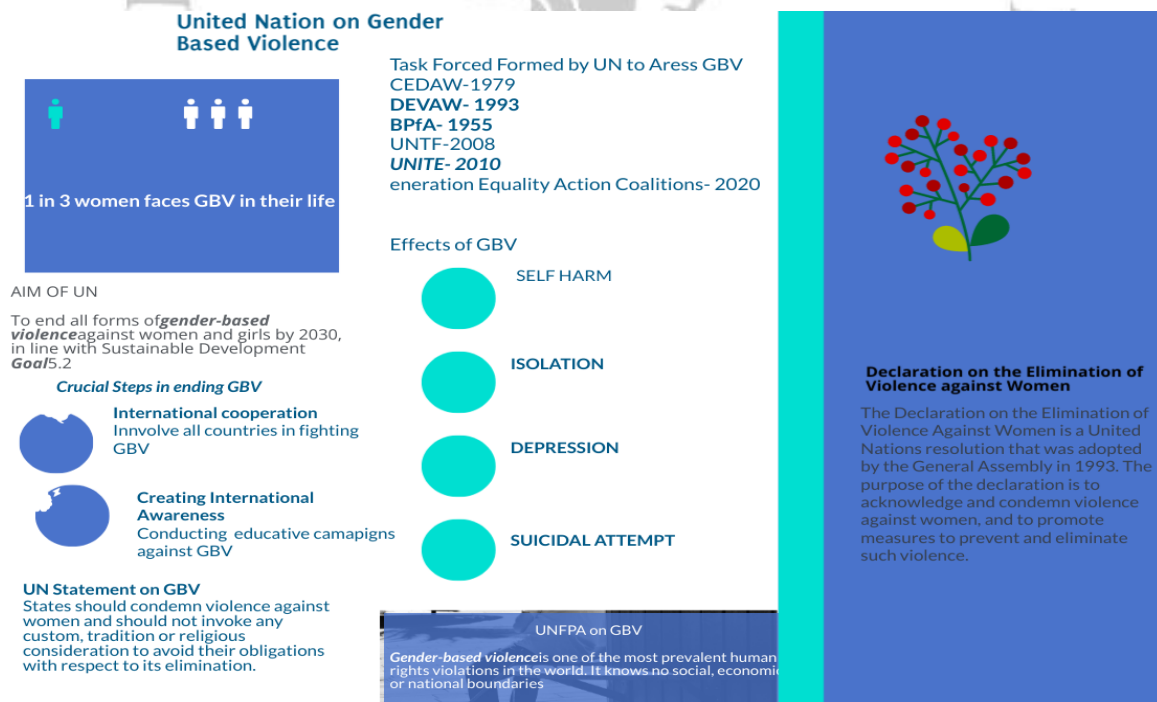 United Nation on Gender
Based Violence
1 in 3 women faces GBV in their life
AIM OF UN
To end all forms ofgender-based
violenceagainst women and girls by 2030,
in line with Sustainable Development
Goal5.2
Crucial Steps in ending GBV
International cooperation
Innvolve all countries in fighting
GBV
Creating International
Awareness
Conducting educative camapigns
against GBV
UN Statement on GBV
States should condemn violence against
women and should not invoke any
custom, tradition or religious
consideration to avoid their obligations
with respect to its elimination.
Task Forced Formed by UN to Aress GBV
CEDAW-1979
DEVAW- 1993
BPfA- 1955
UNTF-2008
UNITE- 2010
eneration Equality Action Coalitions- 2020
Effects of GBV
SELF HARM
ISOLATION
DEPRESSION
SUICIDAL ATTEMPT
UNFPA on GBV
Gender-based violenceis one of the most prevalent human
rights violations in the world. It knows no social, economic
or national boundaries
Declaration on the Elimination of
Violence against Women
The Declaration on the Elimination of
Violence Against Women is a United
Nations resolution that was adopted
by the General Assembly in 1993. The
purpose of the declaration is to
acknowledge and condemn violence
against women, and to promote
measures to prevent and eliminate
such violence.